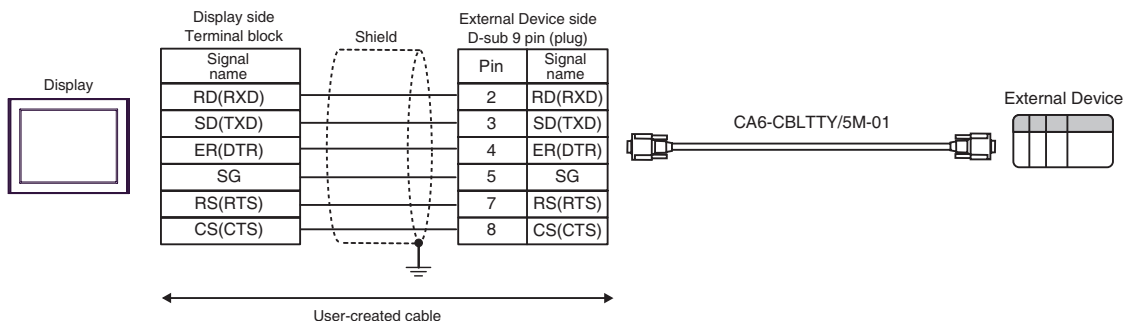 Display side
Terminal block
Shield
External Device side
D-sub 9 pin (plug)
Signal
name
Pin
Signal
name
Display
RD(RXD)
2
RD(RXD)
External Device
SD(TXD)
3
SD(TXD)
CA6-CBLTTY/5M-01
ER(DTR)
4
ER(DTR)
SG
5
SG
RS(RTS)
7
RS(RTS)
CS(CTS)
8
CS(CTS)
User-created cable